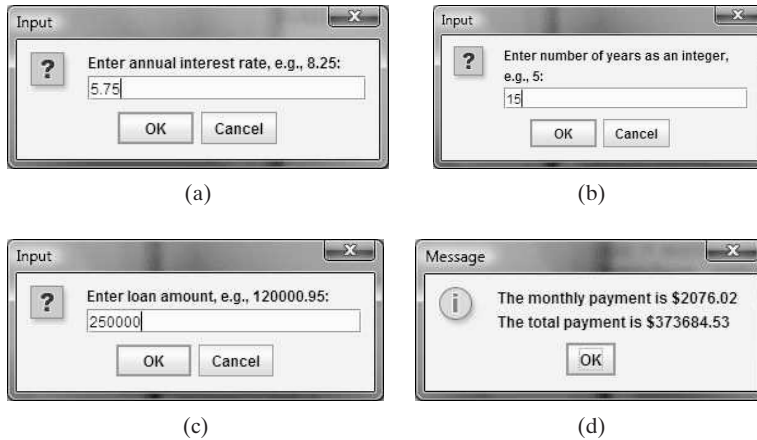 Input
X
?
Enter annual interest rate, e.g., 8.25:
5.75
OK
Cancel
(a)
Input
X
?
Enter number of years as an integer,
e.g., 5:
15
OK
Cancel
(b)
Input
X
?
Enter loan amount, e.g., 120000.95:
250000
OK
Cancel
(c)
Message
X
i
The monthly payment is $2076.02
The total payment is $373684.53
OK
(d)